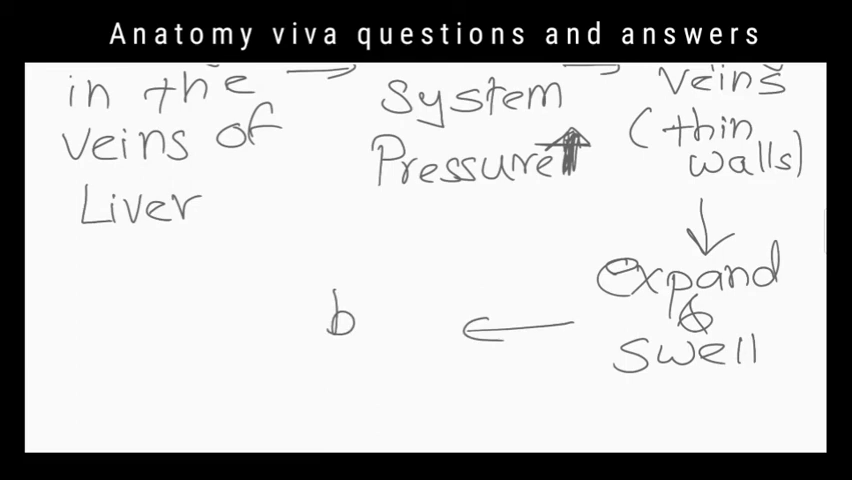 Anatomy viva questions and answers
in the
veins of
Liver
System
Pressure↑
veins
(thin
walls)
expand
&
swell
b